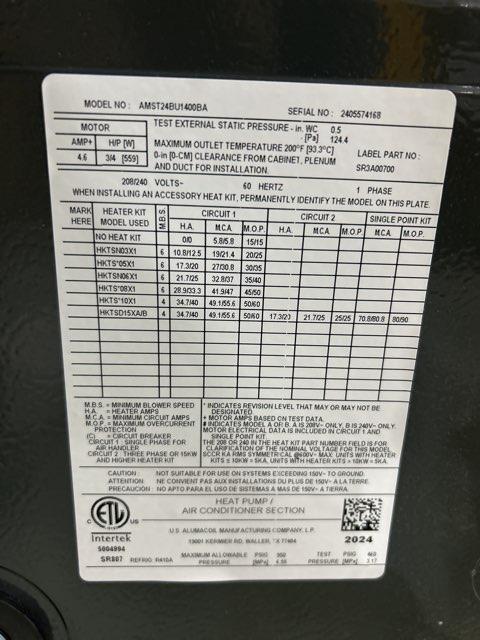 MODEL NO : AMST24BU1400BA SERIAL NO : 2405574168
MOTOR
AMP+ H/P [W]
4.6 3/4 [559]
TEST EXTERNAL STATIC PRESSURE - in. WC 0.5
- [Pa] 124.4
MAXIMUM OUTLET TEMPERATURE 200°F [93.3°C]
0-in [0-CM] CLEARANCE FROM CABINET, PLENUM
AND DUCT FOR INSTALLATION.
LABEL PART NO :
SR3A00700
208/240 VOLTS~ 60 HERTZ 1 PHASE
WHEN INSTALLING AN ACCESSORY HEAT KIT, PERMANENTLY IDENTIFY THE MODEL ON THIS PLATE.
MARK HERE HEATER KIT MODEL USED M.B.S. CIRCUIT 1 CIRCUIT 2 SINGLE POINT KIT
H.A. M.C.A. M.O.P. H.A. M.C.A. M.O.P. M.C.A. M.O.P.
NO HEAT KIT 0/0 5.8/5.8 15/15
HKTSN03X1 6 10.8/12.5 19/21.4 20/25
HKTS*05X1 6 17.3/20 27/30.8 30/35
HKTSN06X1 6 21.7/25 32.8/37 35/40
HKTS*08X1 6 28.9/33.3 41.9/47 45/50
HKTS*10X1 4 34.7/40 49.1/55.6 50/60
HKTSD15XA/B 4 34.7/40 49.1/55.6 50/60 17.3/20 21.7/25 25/25 70.8/80.8 80/90
M.B.S. = MINIMUM BLOWER SPEED
H.A. = HEATER AMPS
M.C.A. = MINIMUM CIRCUIT AMPS
M.O.P. = MAXIMUM OVERCURRENT
PROTECTION
(C) = CIRCUIT BREAKER
CIRCUIT 1 : SINGLE PHASE FOR
AIR HANDLER
CIRCUIT 2 : THREE PHASE OR 15KW
AND HIGHER HEATER KITS
* INDICATES REVISION LEVEL THAT MAY OR MAY NOT BE
DESIGNATED
+ MOTOR AMPS BASED ON TEST DATA.
# INDICATES MODEL A OR B. A IS 208V~ ONLY, B IS 240V~ ONLY.
MOTOR ELECTRICAL DATA IS INCLUDED IN CIRCUIT 1 AND
SINGLE POINT KIT.
THE 208 OR 240 IN THE HEAT KIT PART NUMBER FIELD IS FOR
CLARIFICATION OF THE NOMINAL VOLTAGE FOR THIS MODEL.
SCCR KA RMS SYMMETRICAL @600V~ MAX: UNITS WITH HEATER
KITS ≤ 10KW = 5KA, UNITS WITH HEATER KITS > 10KW = 5KA.
CAUTION : NOT SUITABLE FOR USE ON SYSTEMS EXCEEDING 150V~ TO GROUND.
ATTENTION : NE CONVIENT PAS AUX INSTALLATIONS DU PLUS DE 150V~ A LA TERRE.
PRECAUCIÓN : NO APTO PARA EL USO DE SISTEMAS A MAS DE 150V~ A TIERRA.
HEAT PUMP /
AIR CONDITIONER SECTION
ETL
Intertek
5004994
U.S. ALUMACOIL MANUFACTURING COMPANY, L.P.
13001 KERMIER RD, WALLER, TX 77484
2024
SR807 REFRIG R410A MAXIMUM ALLOWABLE PSIG TEST PSIG
PRESSURE [MPa] PRESSURE [MPa] 3.17